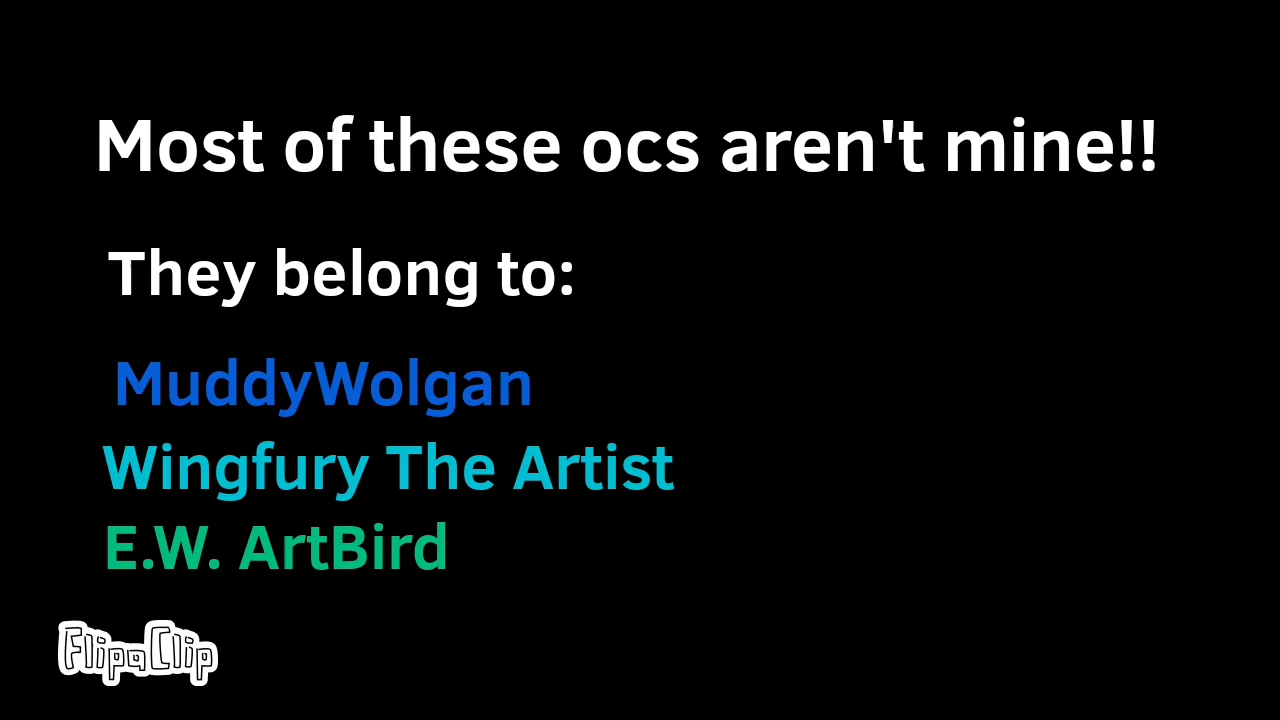 Most of these ocs aren't mine!!
They belong to:
MuddyWolgan
Wingfury The Artist
E.W. ArtBird
FlipaClip